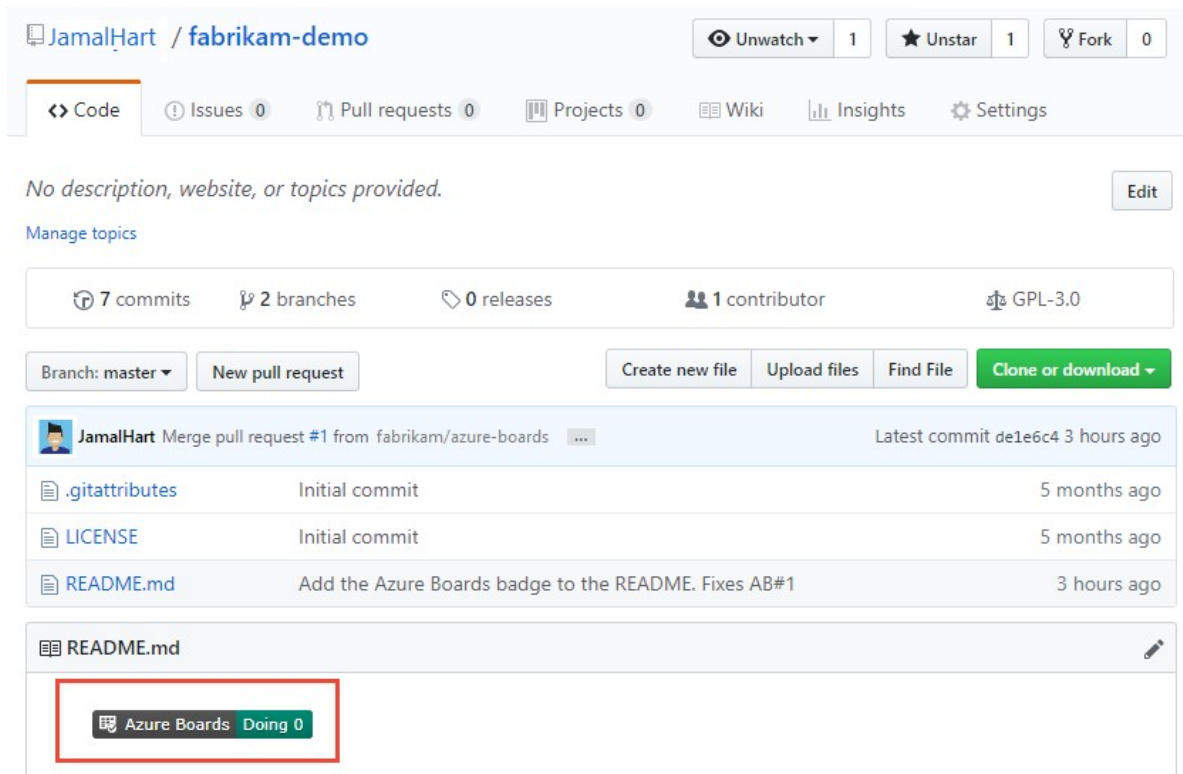 JamalHart / fabrikam-demo Unwatch 1 Unstar 1 Fork 0
Code Issues 0 Pull requests 0 Projects 0 Wiki Insights Settings
No description, website, or topics provided. Edit
Manage topics
7 commits 2 branches 0 releases 1 contributor GPL-3.0
Branch: master New pull request Create new file Upload files Find File Clone or download
JamalHart Merge pull request #1 from fabrikam/azure-boards ... Latest commit de1e6c4 3 hours ago
.gitattributes Initial commit 5 months ago
LICENSE Initial commit 5 months ago
README.md Add the Azure Boards badge to the README. Fixes AB#1 3 hours ago
README.md
Azure Boards Doing 0